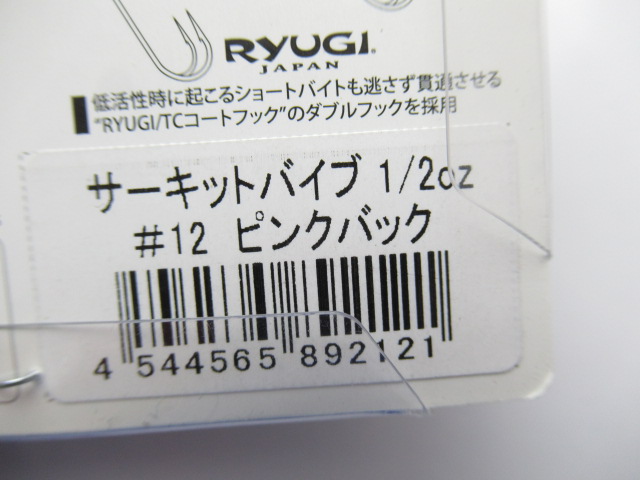 RYUGI
JAPAN
低活性時に起こるショートバイトも逃さず貫通させる
"RYUGI/TCコートフック"のダブルフックを採用
サーキットバイブ 1/2oz
#12 ピンクバック
4 544565 892121